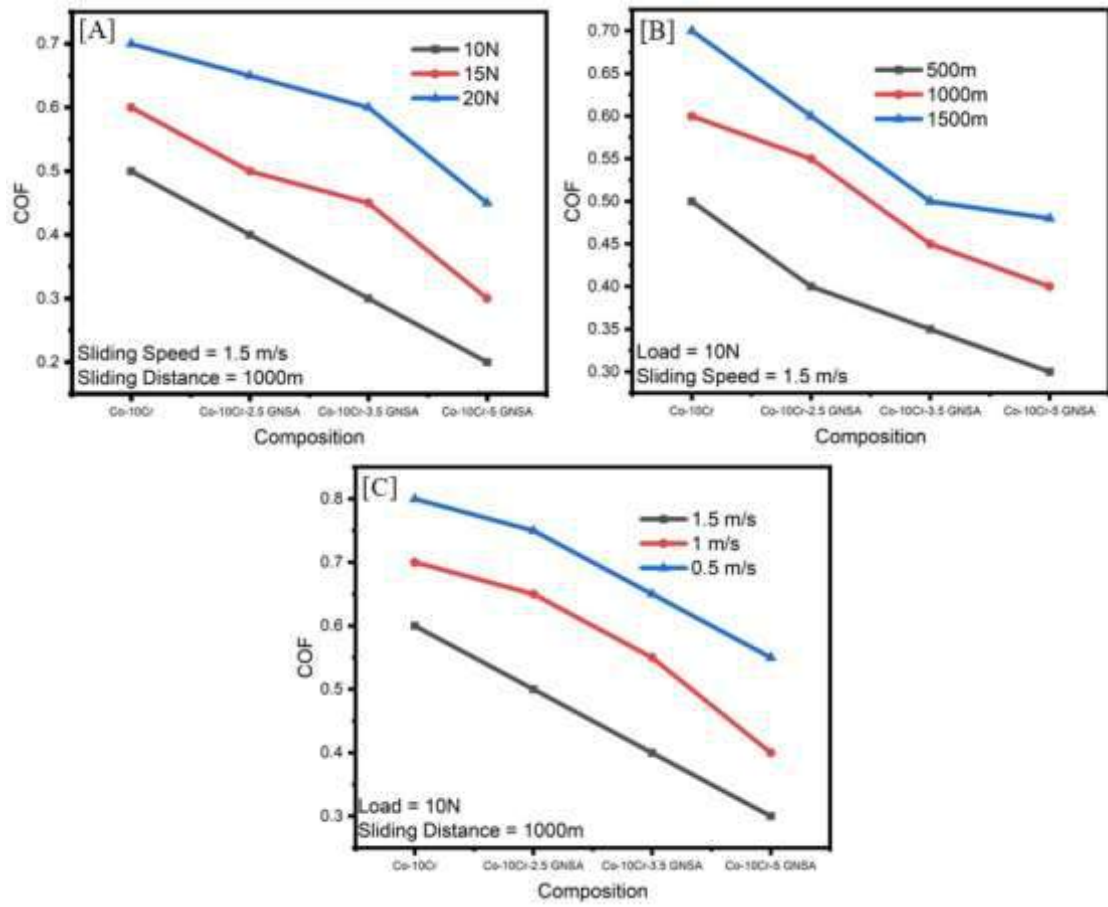 [A]
10N
15N
20N
0.7
0.6
0.5
0.4
0.3
0.2
COF
Sliding Speed = 1.5 m/s
Sliding Distance = 1000m
Co-10Cr
Co-10Cr-2.5 GNSA
Co-10Cr-3.5 GNSA
Co-10Cr-5 GNSA
Composition
[B]
500m
1000m
1500m
0.70
0.65
0.60
0.55
0.50
0.45
0.40
0.35
0.30
COF
Load = 10N
Sliding Speed = 1.5 m/s
Co-10Cr
Co-10Cr-2.5 GNSA
Co-10Cr-3.5 GNSA
Co-10Cr-5 GNSA
Composition
[C]
1.5 m/s
1 m/s
0.5 m/s
0.8
0.7
0.6
0.5
0.4
0.3
COF
Load = 10N
Sliding Distance = 1000m
Co-10Cr
Co-10Cr-2.5 GNSA
Co-10Cr-3.5 GNSA
Co-10Cr-5 GNSA
Composition